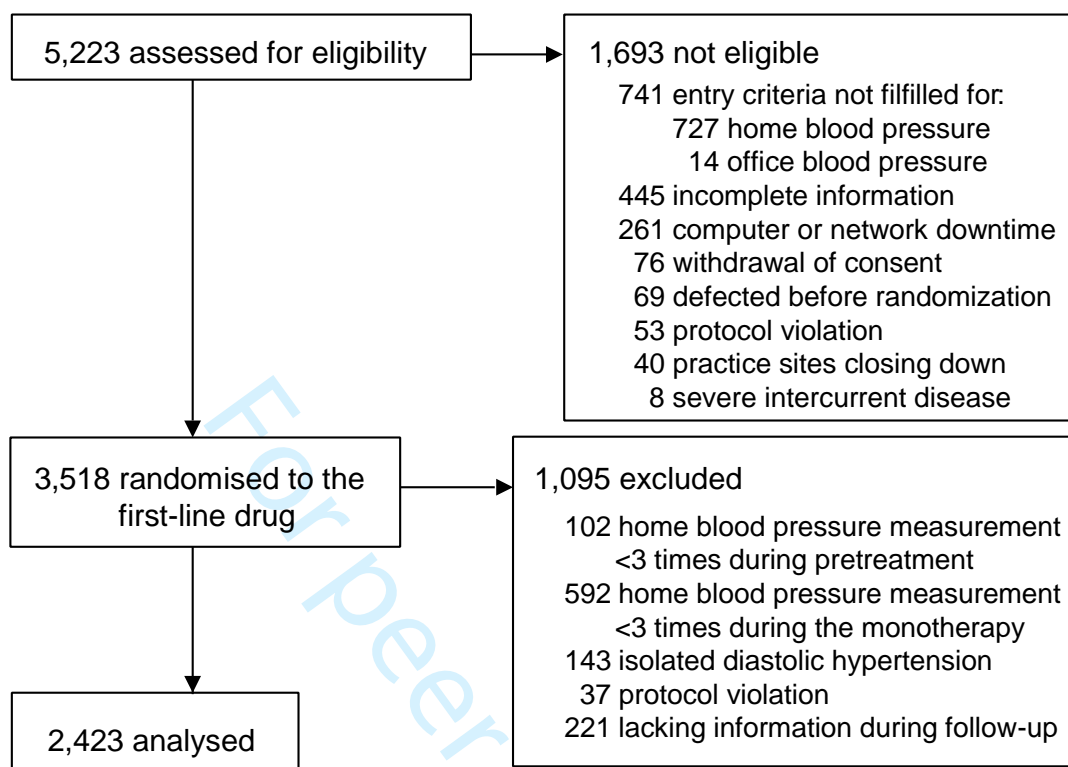 5,223 assessed for eligibility
1,693 not eligible
741 entry criteria not filfilled for:
727 home blood pressure
14 office blood pressure
445 incomplete information
261 computer or network downtime
76 withdrawal of consent
69 defected before randomization
53 protocol violation
40 practice sites closing down
8 severe intercurrent disease
3,518 randomised to the
first-line drug
1,095 excluded
102 home blood pressure measurement
<3 times during pretreatment
592 home blood pressure measurement
<3 times during the monotherapy
143 isolated diastolic hypertension
37 protocol violation
221 lacking information during follow-up
2,423 analysed
For peer